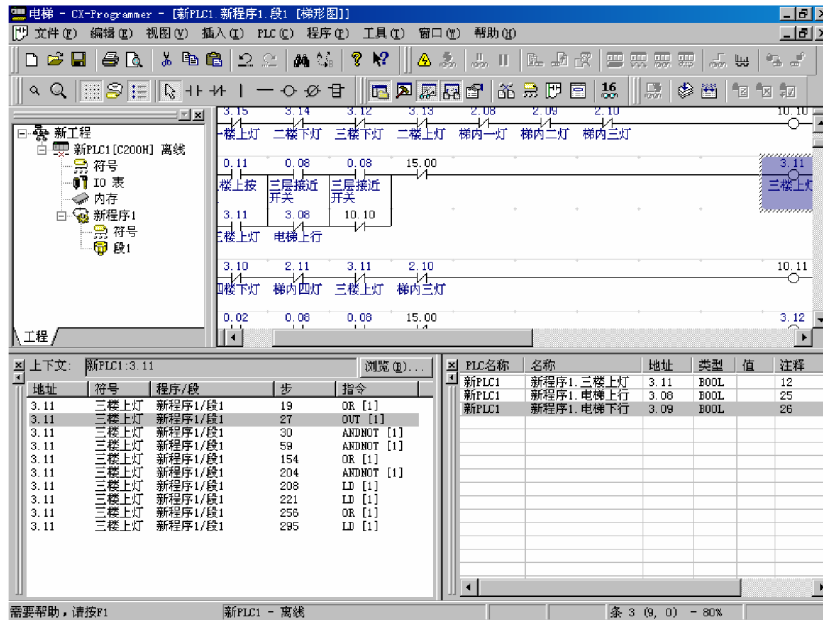 电梯 - CX-Programmer - [新PLC1.新程序1.段1 [梯形图]]
文件(F) 编辑(E) 视图(V) 插入(I) PLC(C) 程序(P) 工具(T) 窗口(W) 帮助(H)
16
新工程
新PLC1[C200H] 离线
符号
IO 表
内存
新程序1
符号
段1
工程
3.15 3.14 3.12 3.13 2.08 2.09 2.10 10.10
楼上灯 二楼下灯 三楼下灯 二楼上灯 梯内一灯 梯内二灯 梯内三灯
0.11 0.08 0.08 15.00 3.11
楼上按 三层接近开关 三层接近开关 三楼上灯
3.11 3.08 10.10
三楼上灯 电梯上行
3.10 2.11 3.11 2.10 10.11
四楼下灯 梯内四灯 三楼上灯 梯内三灯
0.02 0.08 0.08 15.00 3.12
上下文: 新PLC1:3.11 浏览(B)...
地址 符号 程序/段 步 指令
3.11 三楼上灯 新程序1/段1 19 OR [1]
3.11 三楼上灯 新程序1/段1 27 OUT [1]
3.11 三楼上灯 新程序1/段1 30 ANDNOT [1]
3.11 三楼上灯 新程序1/段1 59 ANDNOT [1]
3.11 三楼上灯 新程序1/段1 154 OR [1]
3.11 三楼上灯 新程序1/段1 204 ANDNOT [1]
3.11 三楼上灯 新程序1/段1 208 LD [1]
3.11 三楼上灯 新程序1/段1 221 LD [1]
3.11 三楼上灯 新程序1/段1 256 OR [1]
3.11 三楼上灯 新程序1/段1 295 LD [1]
PLC名称 名称 地址 类型 值 注释
新PLC1 新程序1.三楼上灯 3.11 BOOL 12
新PLC1 新程序1.电梯上行 3.08 BOOL 25
新PLC1 新程序1.电梯下行 3.09 BOOL 26
需要帮助，请按F1 新PLC1 - 离线 条 3 (9, 0) - 80%